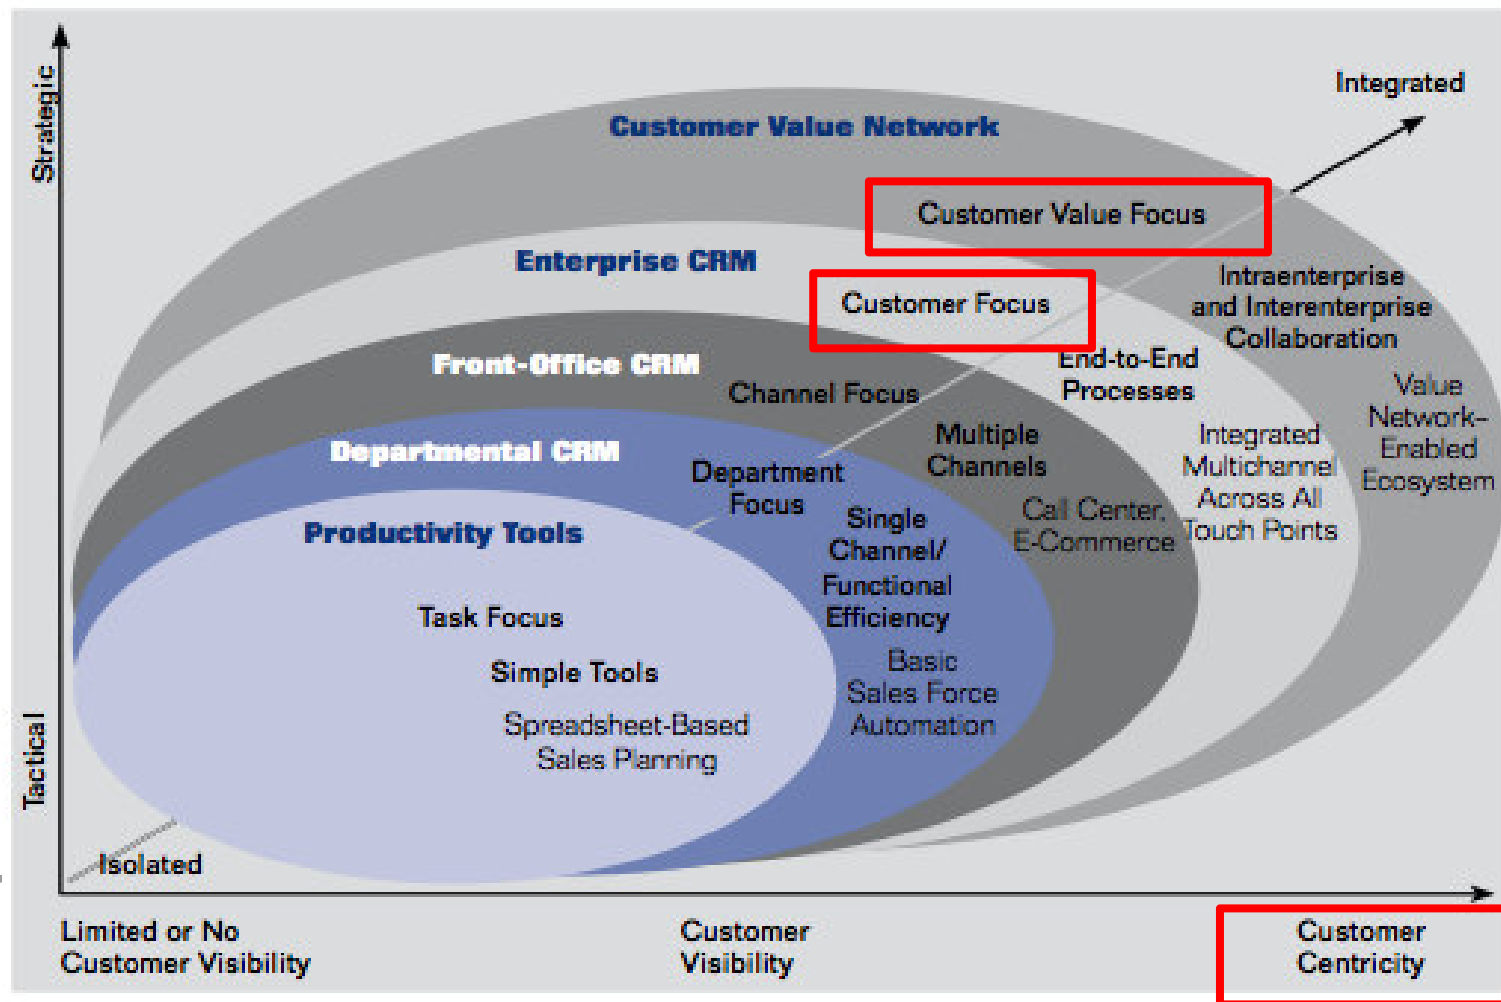 Strategic
Integrated
Customer Value Network
Customer Value Focus
Enterprise CRM
Intraenterprise
and Interenterprise
Collaboration
Customer Focus
End-to-End
Processes
Front-Office CRM
Channel Focus
Value
Network–
Enabled
Ecosystem
Multiple
Channels
Integrated
Multichannel
Across All
Touch Points
Departmental CRM
Department
Focus
Call Center,
E-Commerce
Single
Channel/
Functional
Efficiency
Productivity Tools
Task Focus
Simple Tools
Basic
Sales Force
Automation
Spreadsheet-Based
Sales Planning
Tactical
Isolated
Limited or No
Customer Visibility
Customer
Visibility
Customer
Centricity